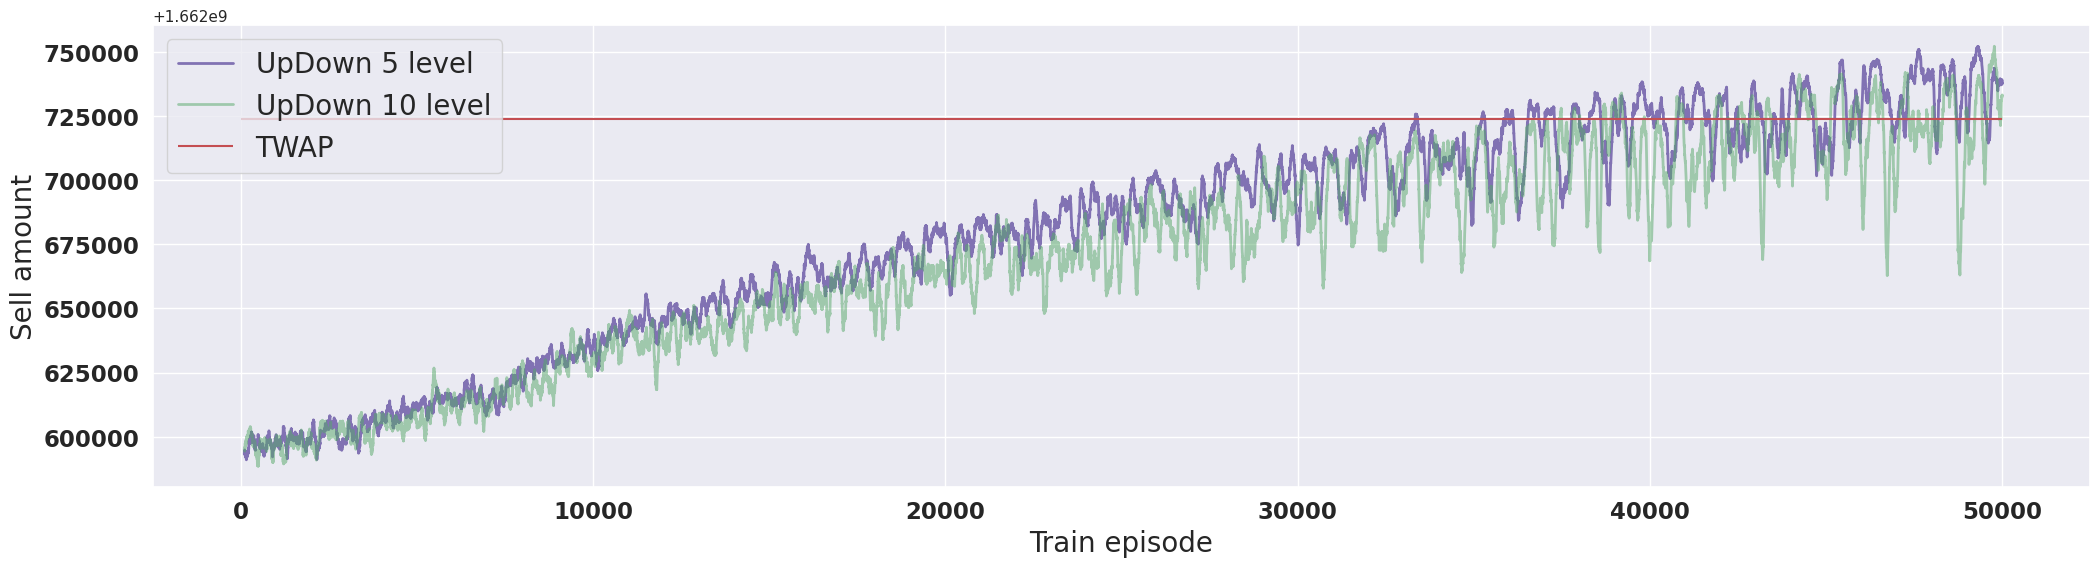 +1.662e9
750000
725000
700000
675000
650000
625000
600000
Sell amount
UpDown 5 level
UpDown 10 level
TWAP
0 10000 20000 30000 40000 50000
Train episode